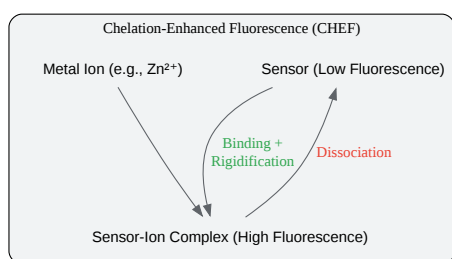 Chelation-Enhanced Fluorescence (CHEF)
Metal Ion (e.g., Zn²⁺)
Sensor (Low Fluorescence)
Binding +
Rigidification
Dissociation
Sensor-Ion Complex (High Fluorescence)